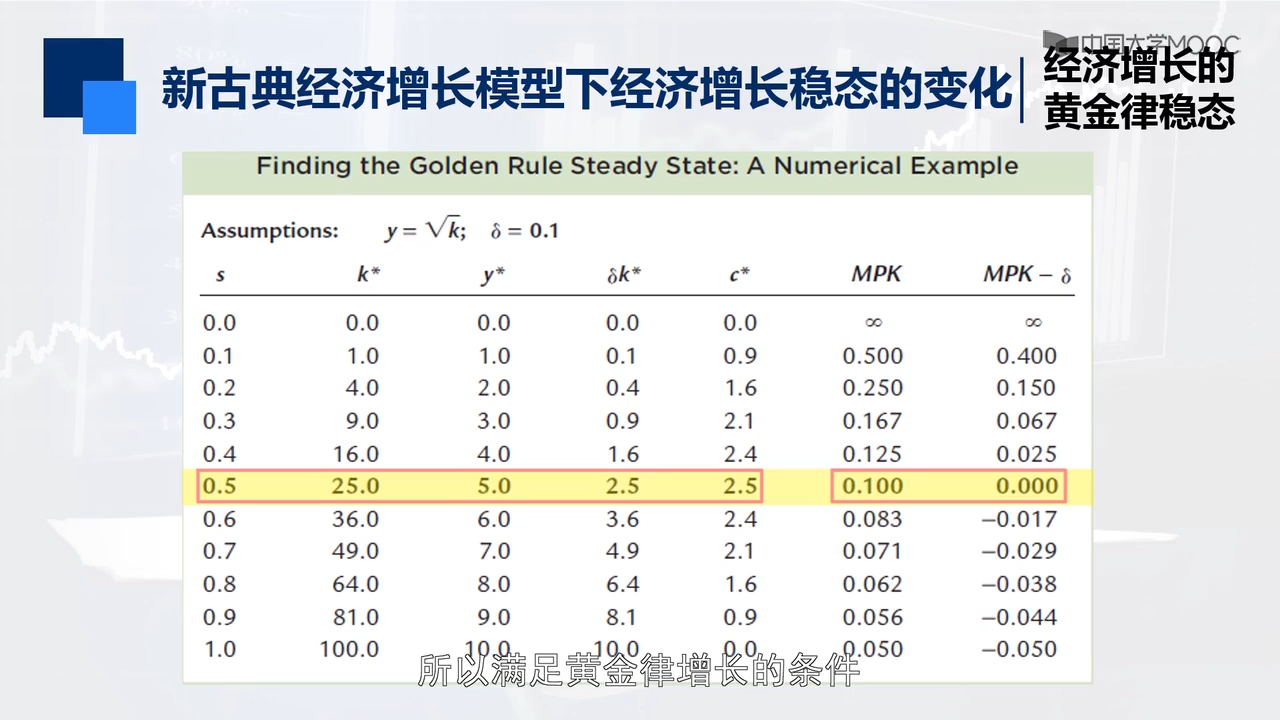 中国大学MOOC
新古典经济增长模型下经济增长稳态的变化
经济增长的
黄金律稳态
Finding the Golden Rule Steady State: A Numerical Example
Assumptions: y = √k; δ = 0.1
s k* y* δk* c* MPK MPK − δ
0.0 0.0 0.0 0.0 0.0 ∞ ∞
0.1 1.0 1.0 0.1 0.9 0.500 0.400
0.2 4.0 2.0 0.4 1.6 0.250 0.150
0.3 9.0 3.0 0.9 2.1 0.167 0.067
0.4 16.0 4.0 1.6 2.4 0.125 0.025
0.5 25.0 5.0 2.5 2.5 0.100 0.000
0.6 36.0 6.0 3.6 2.4 0.083 −0.017
0.7 49.0 7.0 4.9 2.1 0.071 −0.029
0.8 64.0 8.0 6.4 1.6 0.062 −0.038
0.9 81.0 9.0 8.1 0.9 0.056 −0.044
1.0 100.0 10.0 10.0 0.0 0.050 −0.050
所以满足黄金律增长的条件